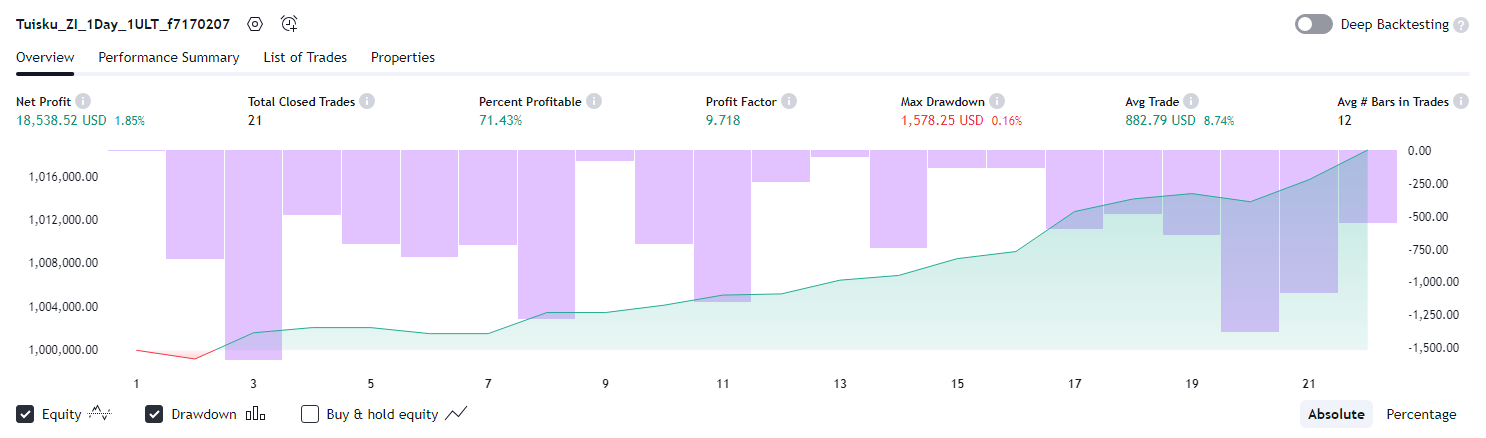 Tuisku_ZI_1Day_1ULT_f7170207 Deep Backtesting ?
Overview Performance Summary List of Trades Properties
Net Profit i Total Closed Trades i Percent Profitable i Profit Factor i Max Drawdown i Avg Trade i Avg # Bars in Trades i
18,538.52 USD 1.85% 21 71.43% 9.718 1,578.25 USD 0.16% 882.79 USD 8.74% 12
0.00
1,016,000.00
-250.00
1,012,000.00 -500.00
-750.00
1,008,000.00
-1,000.00
1,004,000.00
-1,250.00
1,000,000.00 -1,500.00
1 3 5 7 9 11 13 15 17 19 21
Equity Drawdown Buy & hold equity Absolute Percentage